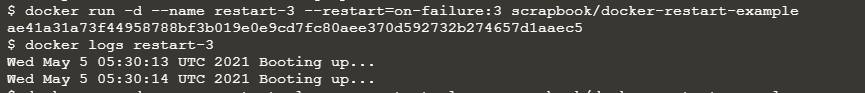 $ docker run -d --name restart-3 --restart=on-failure:3 scrapbook/docker-restart-example
ae41a31a73f44958788bf3b019e0e9cd7fc80aee370d592732b274657d1aaec5
$ docker logs restart-3
Wed May 5 05:30:13 UTC 2021 Booting up...
Wed May 5 05:30:14 UTC 2021 Booting up...